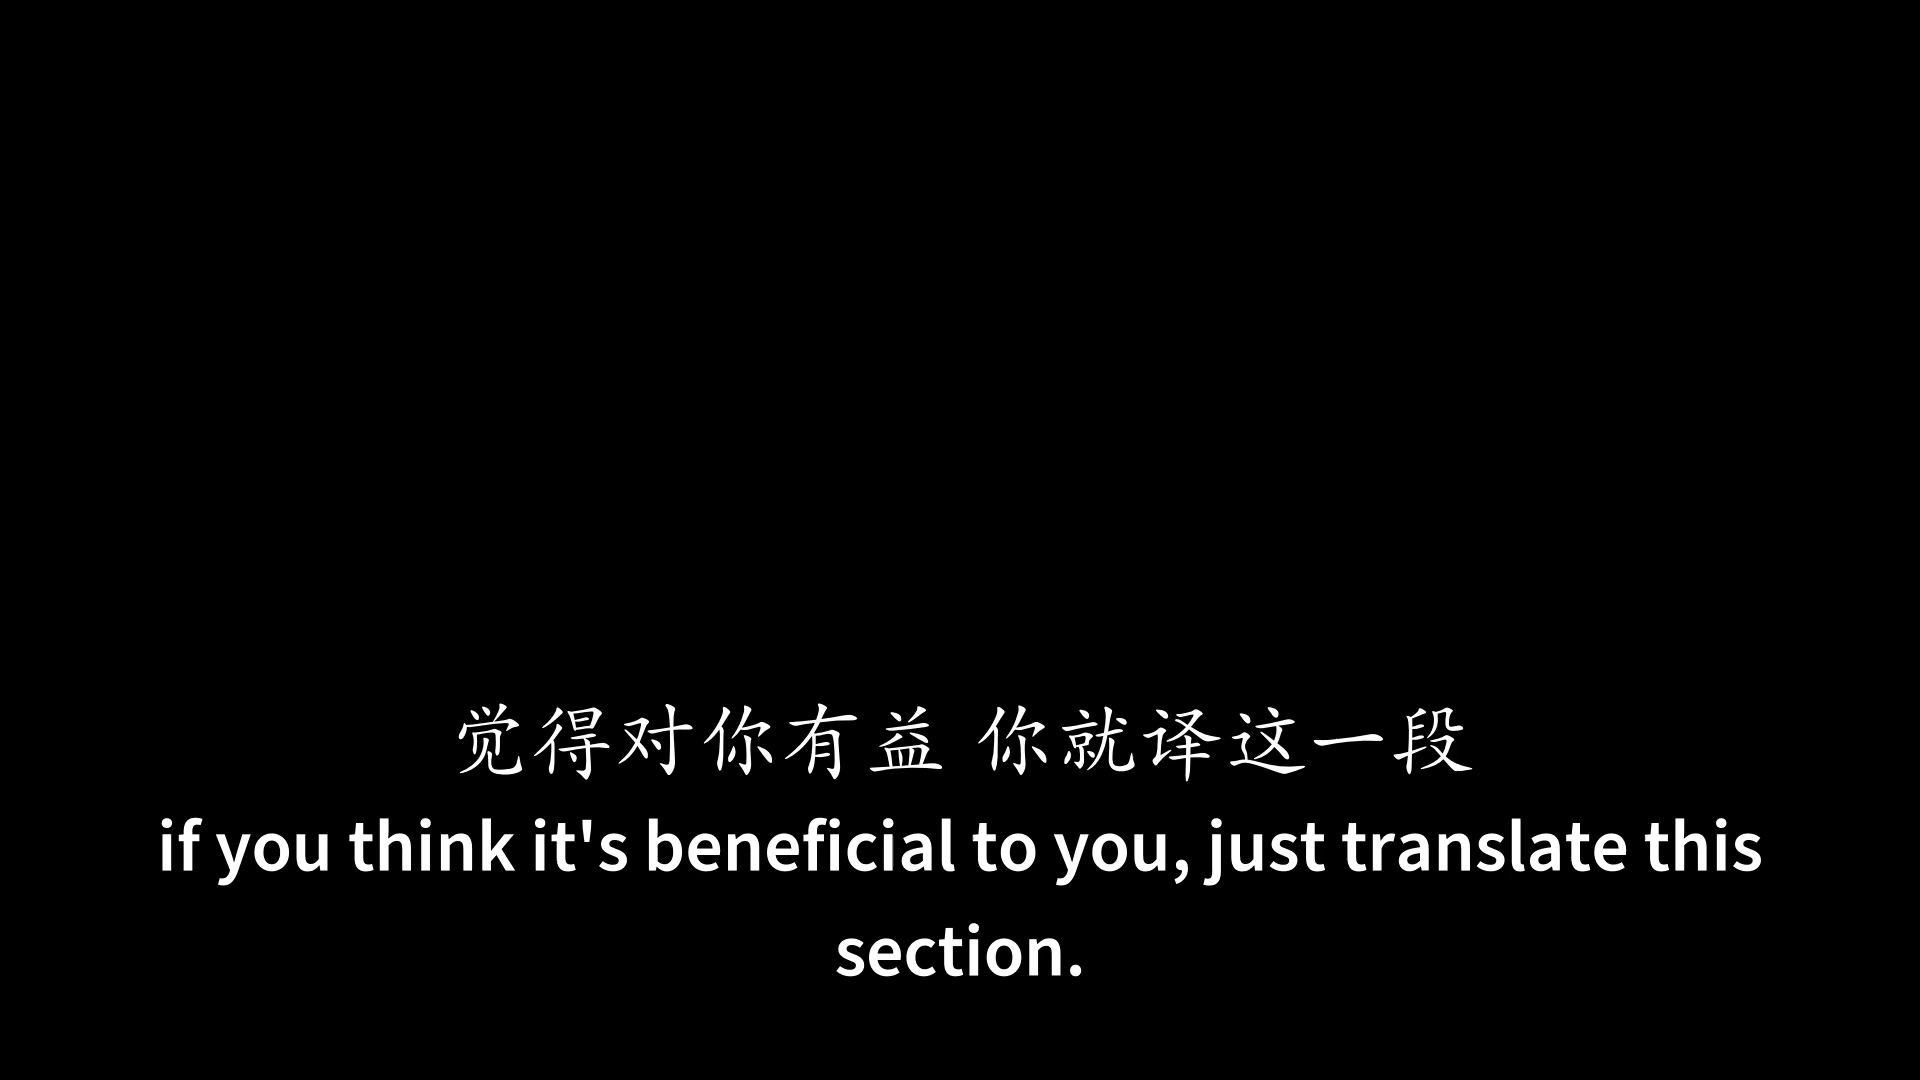 觉得对你有益 你就译这一段
if you think it's beneficial to you, just translate this
section.